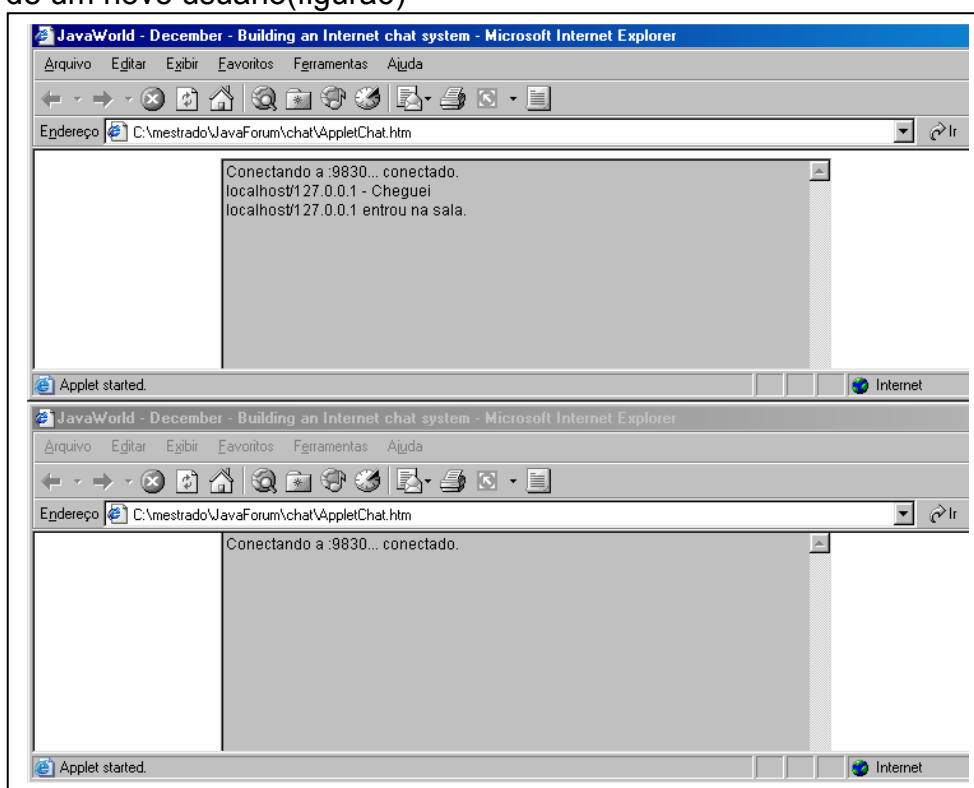 de um novo usuário(figura6)
JavaWorld - December - Building an Internet chat system - Microsoft Internet Explorer
Arquivo Editar Exibir Favoritos Ferramentas Ajuda
Endereço C:\mestrado\JavaForum\chat\AppletChat.htm Ir
Conectando a :9830... conectado.
localhost/127.0.0.1 - Cheguei
localhost/127.0.0.1 entrou na sala.
Applet started. Internet
JavaWorld - December - Building an Internet chat system - Microsoft Internet Explorer
Arquivo Editar Exibir Favoritos Ferramentas Ajuda
Endereço C:\mestrado\JavaForum\chat\AppletChat.htm Ir
Conectando a :9830... conectado.
Applet started. Internet